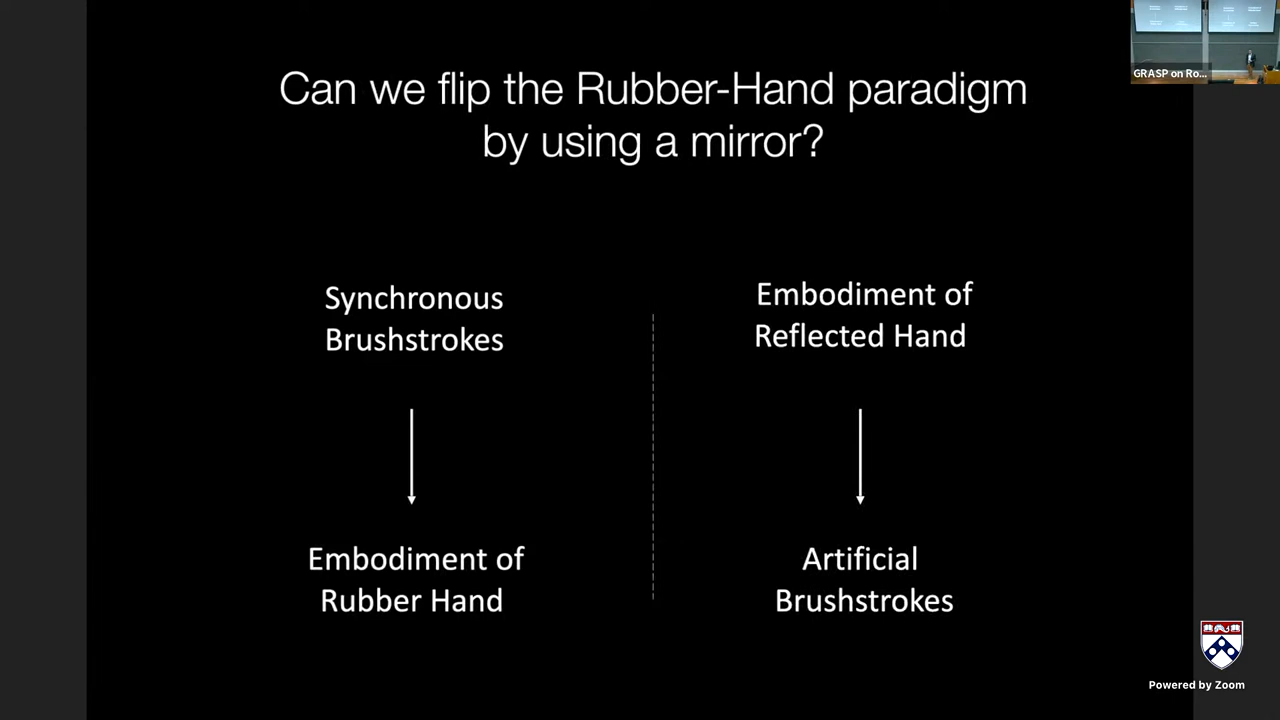 Can we flip the Rubber-Hand paradigm
by using a mirror?
Synchronous
Brushstrokes
Embodiment of
Rubber Hand
Embodiment of
Reflected Hand
Artificial
Brushstrokes
GRASP on Ro...
Powered by Zoom